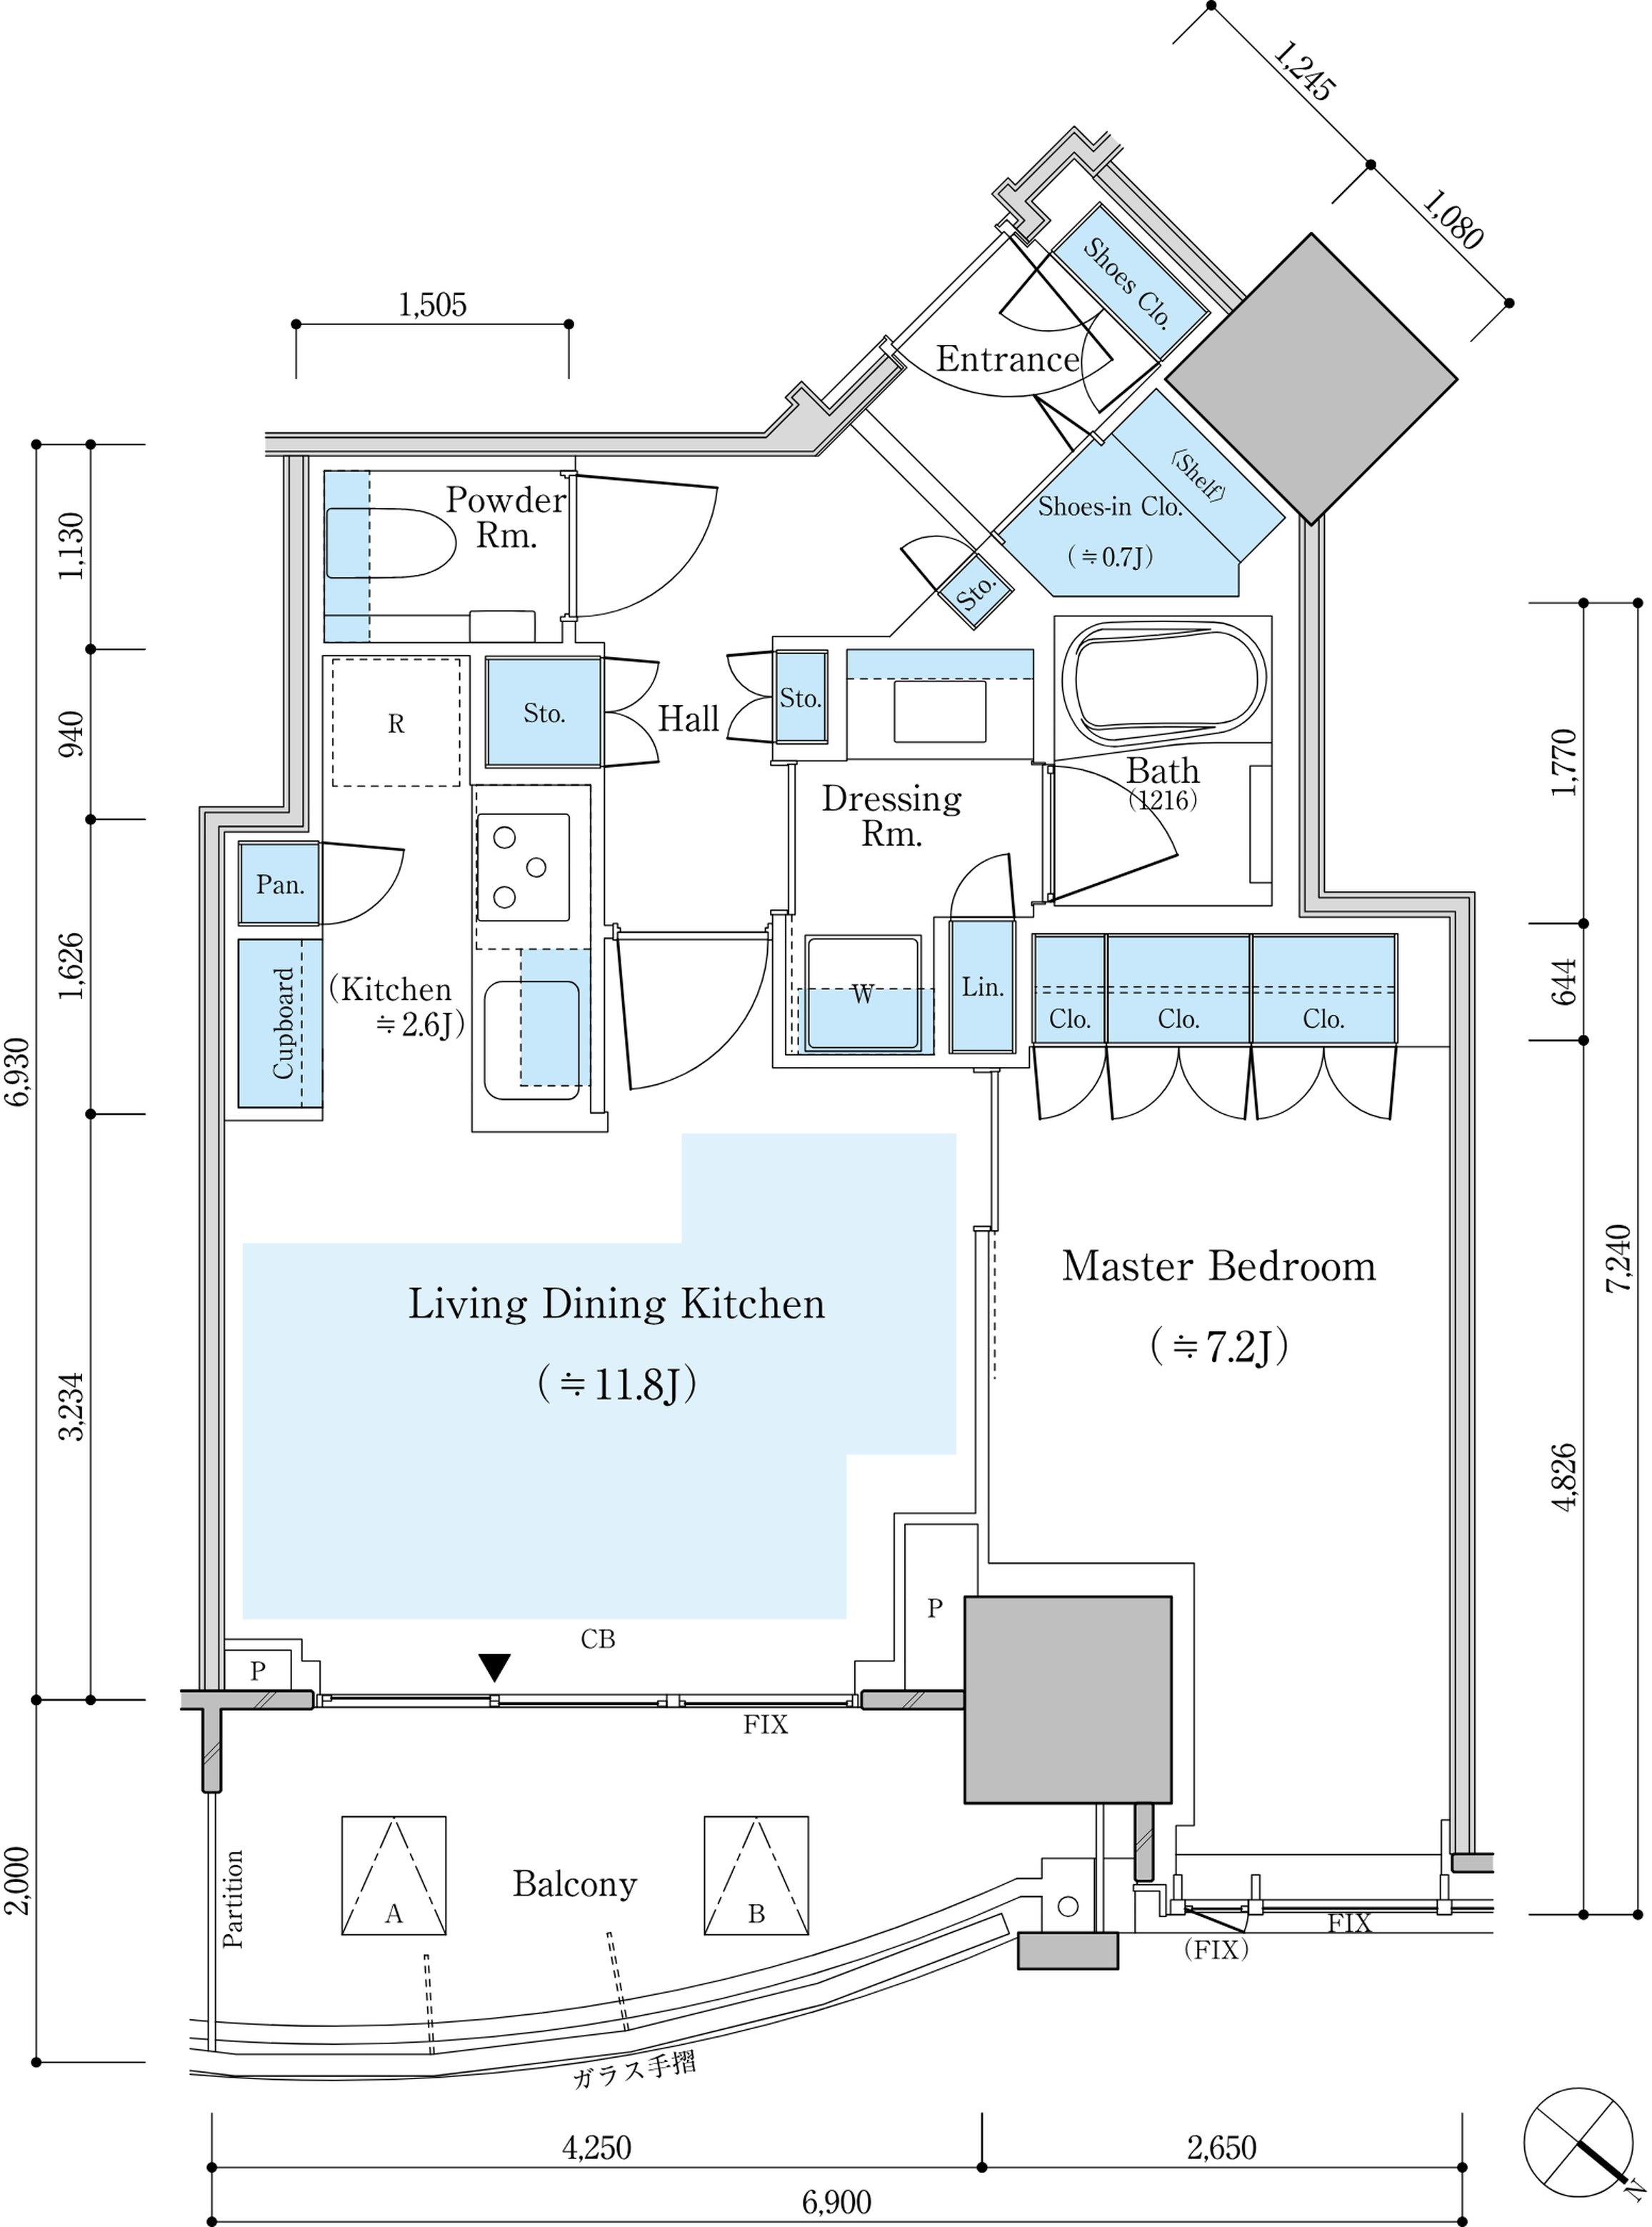 1,245
1,080
1,505
Shoes Clo.
Entrance
〈Shelf〉
Shoes-in Clo.
(≒0.7J)
Sto.
Powder
Rm.
1,130
940
1,626
3,234
6,930
2,000
R
Sto.
Hall
Sto.
Bath
(1216)
Dressing
Rm.
1,770
644
4,826
7,240
Pan.
Cupboard
(Kitchen
≒2.6J)
W
Lin.
Clo.
Clo.
Clo.
Living Dining Kitchen
(≒11.8J)
Master Bedroom
(≒7.2J)
P
P
CB
FIX
Partition
A
Balcony
B
(FIX)
FIX
ガラス手摺
4,250
2,650
6,900
N